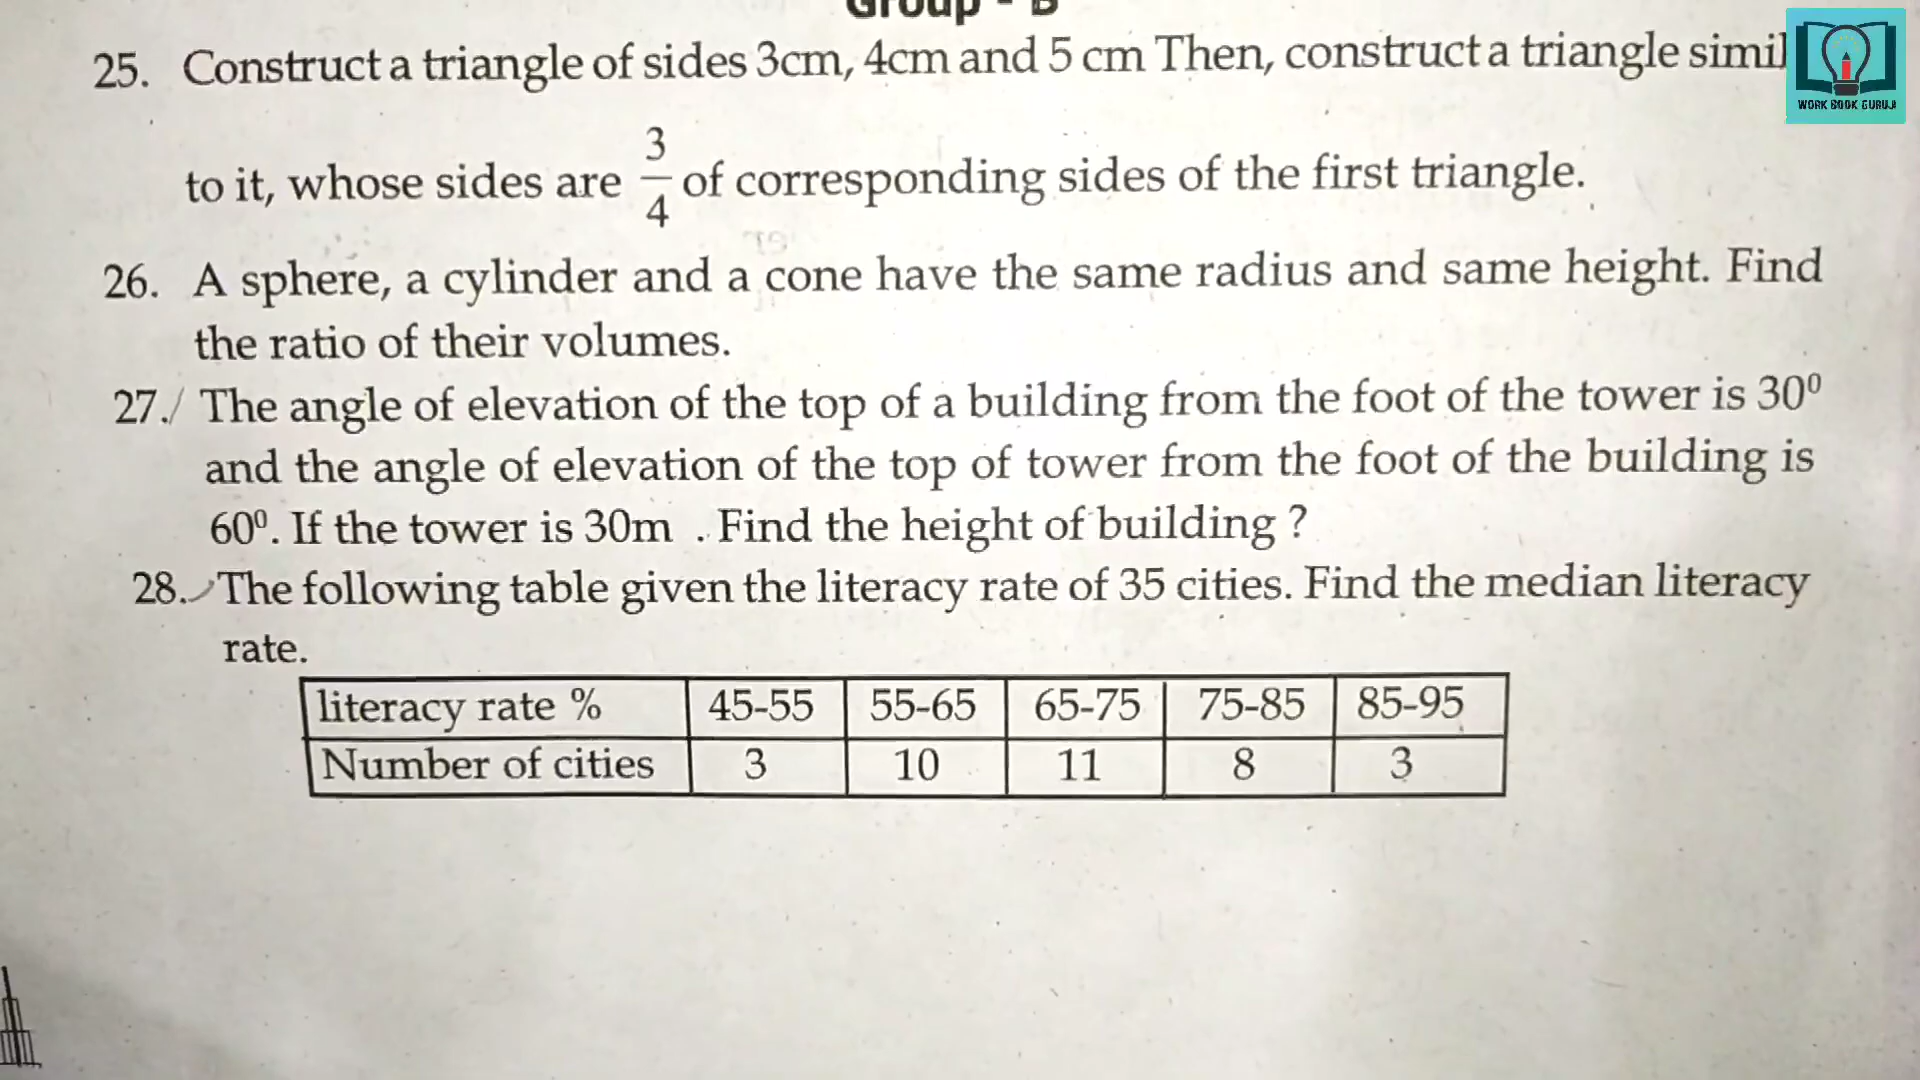 Group - B
25. Construct a triangle of sides 3cm, 4cm and 5 cm Then, construct a triangle simil
to it, whose sides are 3/4 of corresponding sides of the first triangle.
26. A sphere, a cylinder and a cone have the same radius and same height. Find
the ratio of their volumes.
27. The angle of elevation of the top of a building from the foot of the tower is 30⁰
and the angle of elevation of the top of tower from the foot of the building is
60⁰. If the tower is 30m . Find the height of building ?
28. The following table given the literacy rate of 35 cities. Find the median literacy
rate.
literacy rate % 45-55 55-65 65-75 75-85 85-95
Number of cities 3 10 11 8 3
WORK BOOK GURUJI